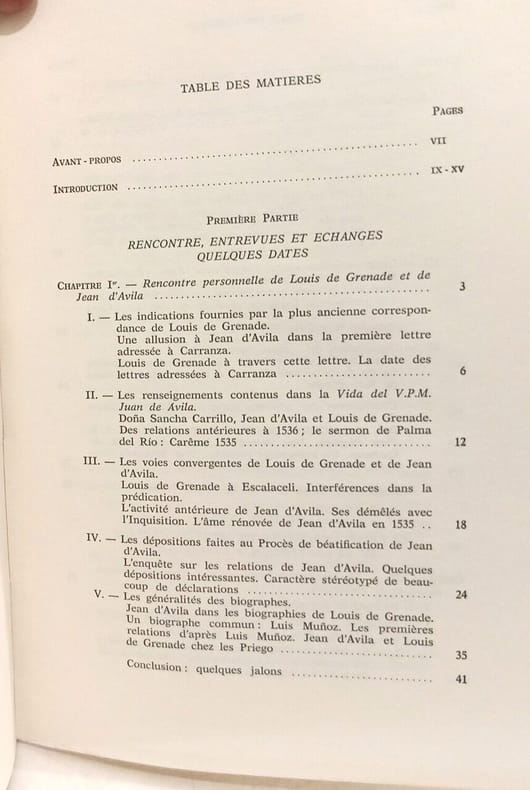 TABLE DES MATIERES
PAGES
AVANT-PROPOS .......... VII
INTRODUCTION .......... IX - XV
PREMIÈRE PARTIE
RENCONTRE, ENTREVUES ET ECHANGES
QUELQUES DATES
CHAPITRE Ier. — Rencontre personnelle de Louis de Grenade et de
Jean d'Avila .......... 3
I. — Les indications fournies par la plus ancienne correspon-
dance de Louis de Grenade.
Une allusion à Jean d'Avila dans la première lettre
adressée à Carranza.
Louis de Grenade à travers cette lettre. La date des
lettres adressées à Carranza .......... 6
II. — Les renseignements contenus dans la Vida del V.P.M.
Juan de Avila.
Doña Sancha Carrillo, Jean d'Avila et Louis de Grenade.
Des relations antérieures à 1536 ; le sermon de Palma
del Río : Carême 1535 .......... 12
III. — Les voies convergentes de Louis de Grenade et de Jean
d'Avila.
Louis de Grenade à Escalaceli. Interférences dans la
prédication.
L'activité antérieure de Jean d'Avila. Ses démêlés avec
l'Inquisition. L'âme rénovée de Jean d'Avila en 1535 .. 18
IV. — Les dépositions faites au Procès de béatification de Jean
d'Avila.
L'enquête sur les relations de Jean d'Avila. Quelques
dépositions intéressantes. Caractère stéréotypé de beau-
coup de déclarations .......... 24
V. — Les généralités des biographes.
Jean d'Avila dans les biographies de Louis de Grenade.
Un biographe commun : Luis Muñoz. Les premières
relations d'après Luis Muñoz. Jean d'Avila et Louis
de Grenade chez les Priego .......... 35
Conclusion : quelques jalons .......... 41